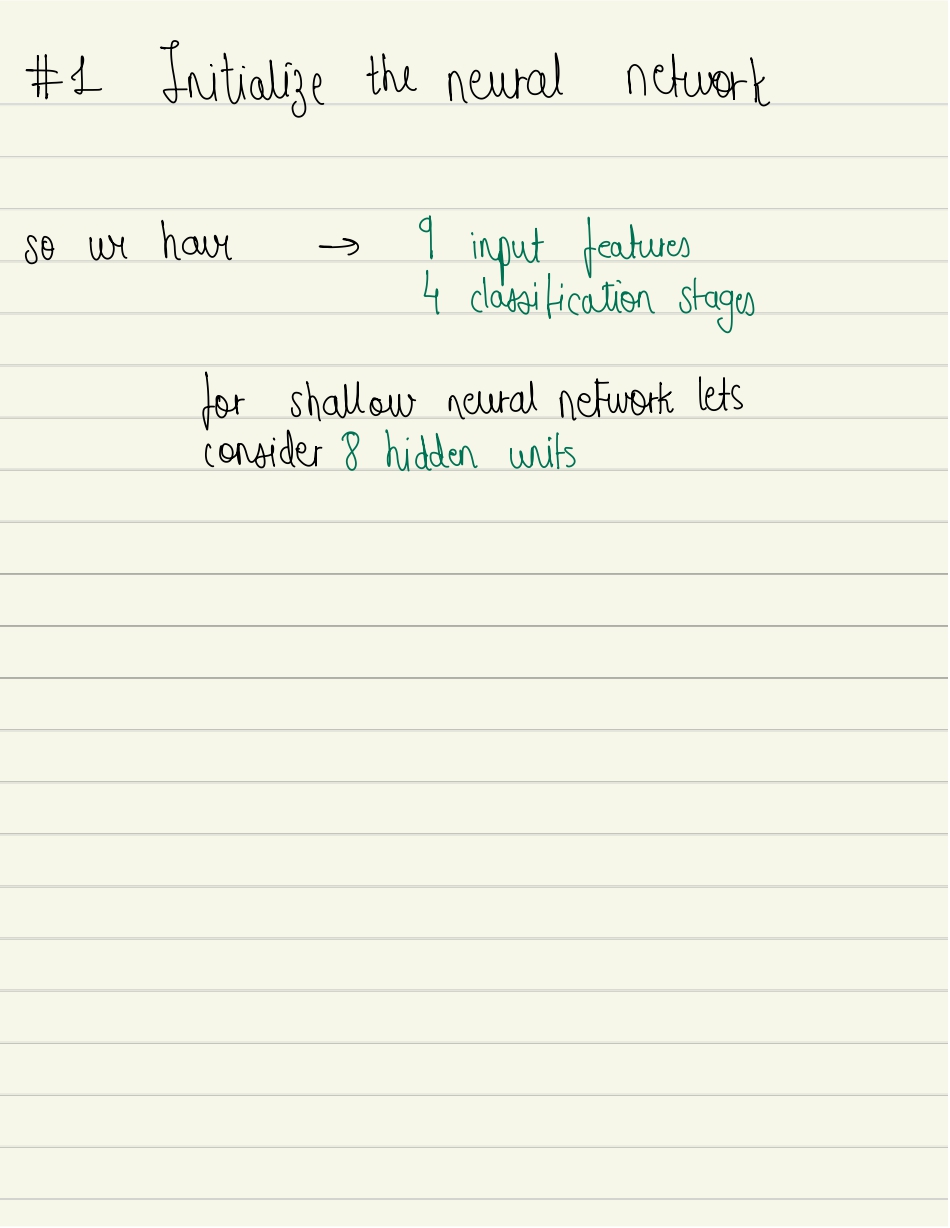 #1 Initialize the neural network
so we have → 9 input features
4 classification stages
for shallow neural network lets
consider 8 hidden units